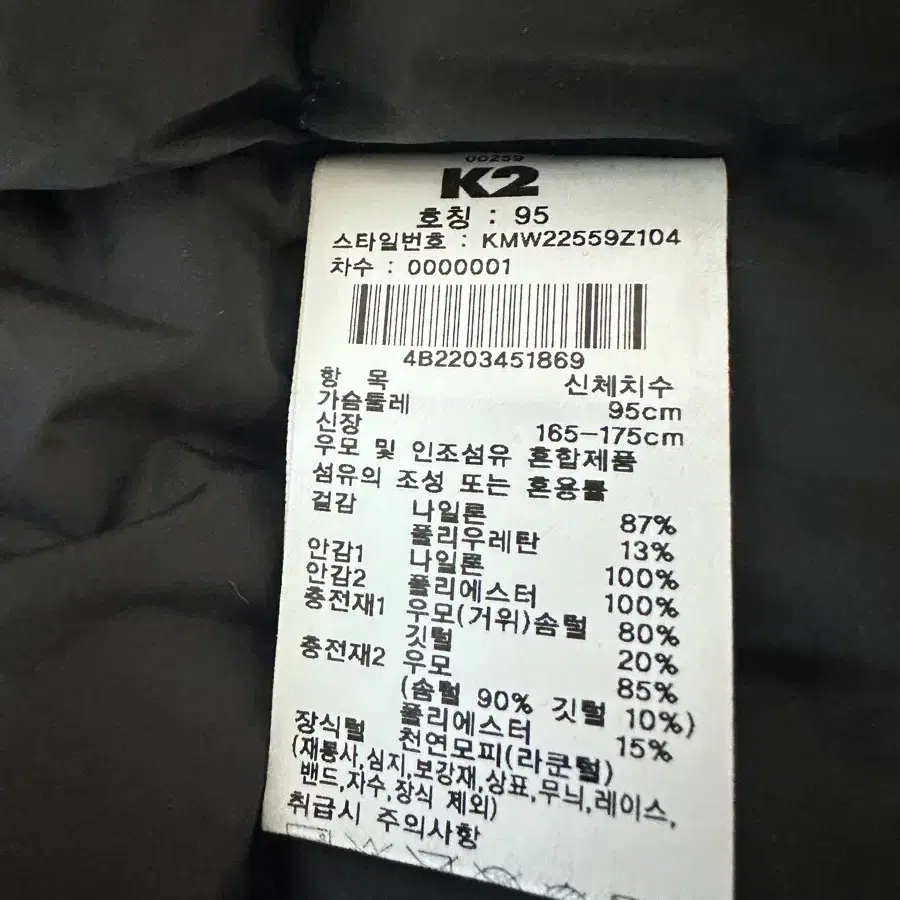 00259
K2
호칭 : 95
스타일번호 : KMW22559Z104
차수 : 0000001
4B2203451869
항 목 신체치수
가슴둘레 95cm
신장 165-175cm
우모 및 인조섬유 혼합제품
섬유의 조성 또는 혼용률
겉감 나일론 87%
폴리우레탄 13%
안감1 나일론 100%
안감2 폴리에스터 100%
충전재1 우모(거위)솜털 80%
깃털 20%
충전재2 우모 85%
(솜털 90% 깃털 10%)
폴리에스터 15%
장식털 천연모피(라쿤털)
(재봉사,심지,보강재,상표,무늬,레이스,
밴드,자수,장식 제외)
취급시 주의사항